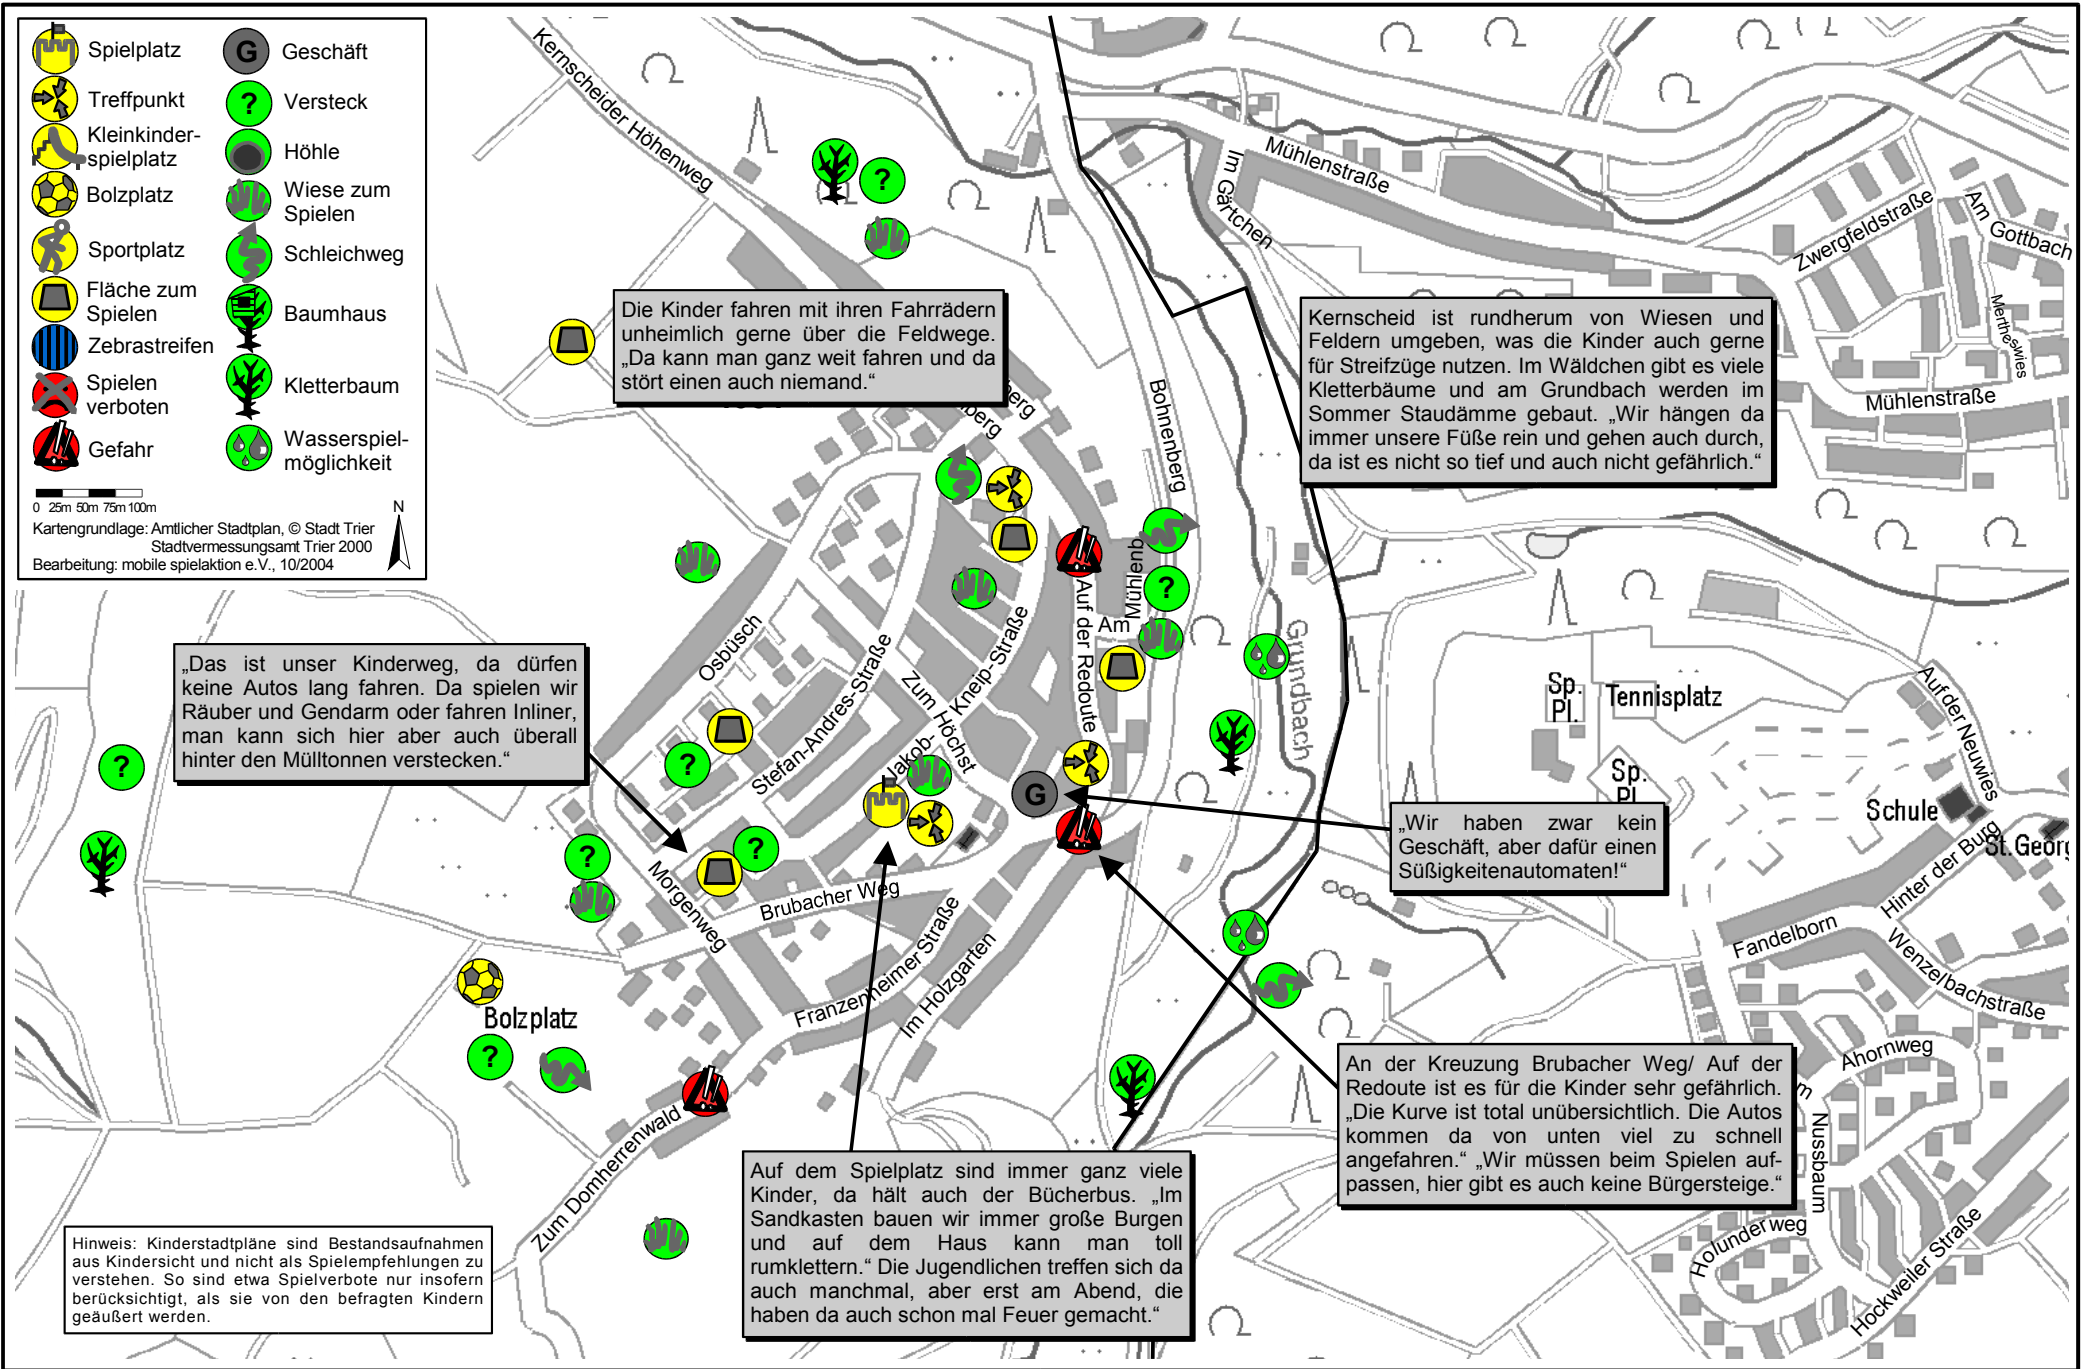 Spielplatz
Treffpunkt
Kleinkinder-
spielplatz
Bolzplatz
Sportplatz
Fläche zum
Spielen
Zebrastreifen
Spielen
verboten
Gefahr
G
Geschäft
?
Versteck
Höhle
Wiese zum
Spielen
Schleichweg
Baumhaus
Kletterbaum
Wasserspiel-
möglichkeit
0 25m 50m 75m 100m
N
Kartengrundlage: Amtlicher Stadtplan, © Stadt Trier
Stadtvermessungsamt Trier 2000
Bearbeitung: mobile spielaktion e.V., 10/2004
Kernscheider Höhenweg
?
Die Kinder fahren mit ihren Fahrrädern
unheimlich gerne über die Feldwege.
„Da kann man ganz weit fahren und da
stört einen auch niemand.“
Kernscheid ist rundherum von Wiesen und
Feldern umgeben, was die Kinder auch gerne
für Streifzüge nutzen. Im Wäldchen gibt es viele
Kletterbäume und am Grundbach werden im
Sommer Staudämme gebaut. „Wir hängen da
immer unsere Füße rein und gehen auch durch,
da ist es nicht so tief und auch nicht gefährlich.“
Im Gärtchen
Mühlenstraße
Zwergfeldstraße
Am
Gottbach
Mertheswies
Mühlenstraße
Bohnenberg
berg
berg
Mühlenb
Am
?
Auf der Redoute
Grundbach
Osbüsch
Stefan-Andres-Straße
Zum Höchst
Jakob-
Kneip-Straße
„Das ist unser Kinderweg, da dürfen
keine Autos lang fahren. Da spielen wir
Räuber und Gendarm oder fahren Inliner,
man kann sich hier aber auch überall
hinter den Mülltonnen verstecken.“
?
?
?
?
G
Sp.
Pl.
Tennisplatz
Sp.
Pl.
Auf der Neuwies
Schule
St. Georg
Hinter der Burg
Fandelborn
Wenzelbachstraße
„Wir haben zwar kein
Geschäft, aber dafür einen
Süßigkeitenautomaten!“
Morgenweg
Brubacher Weg
Franzenheimer Straße
Im Holzgarten
Bolzplatz
?
Zum Domherrenwald
An der Kreuzung Brubacher Weg/ Auf der
Redoute ist es für die Kinder sehr gefährlich.
„Die Kurve ist total unübersichtlich. Die Autos
kommen da von unten viel zu schnell
angefahren.“ „Wir müssen beim Spielen auf-
passen, hier gibt es auch keine Bürgersteige.“
Ahornweg
m
Nussbaum
Holunderweg
Hockweiler Straße
Auf dem Spielplatz sind immer ganz viele
Kinder, da hält auch der Bücherbus. „Im
Sandkasten bauen wir immer große Burgen
und auf dem Haus kann man toll
rumklettern.“ Die Jugendlichen treffen sich da
auch manchmal, aber erst am Abend, die
haben da auch schon mal Feuer gemacht.“
Hinweis: Kinderstadtpläne sind Bestandsaufnahmen
aus Kindersicht und nicht als Spielempfehlungen zu
verstehen. So sind etwa Spielverbote nur insofern
berücksichtigt, als sie von den befragten Kindern
geäußert werden.